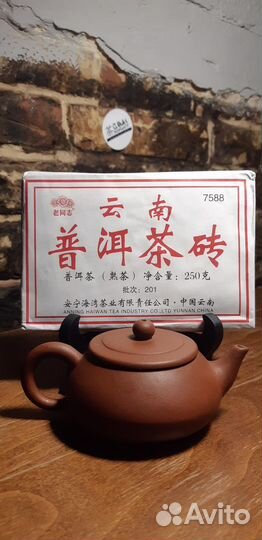 7588
老同志
云南
普洱茶砖
普洱茶（熟茶）净含量：250克
批次：201
安宁海湾茶业有限责任公司·中国云南
ANNING HAIWAN TEA INDUSTRY CO.,LTD YUNNAN,CHINA
Avito